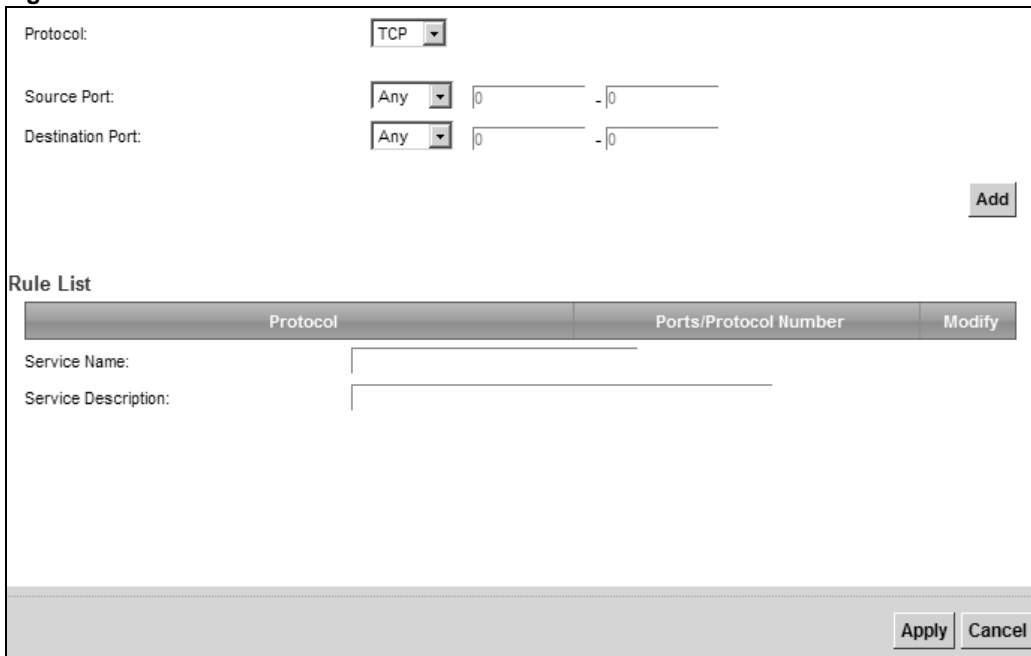 Protocol: TCP
Source Port: Any 0 - 0
Destination Port: Any 0 - 0
Add
Rule List
Protocol Ports/Protocol Number Modify
Service Name:
Service Description:
Apply Cancel